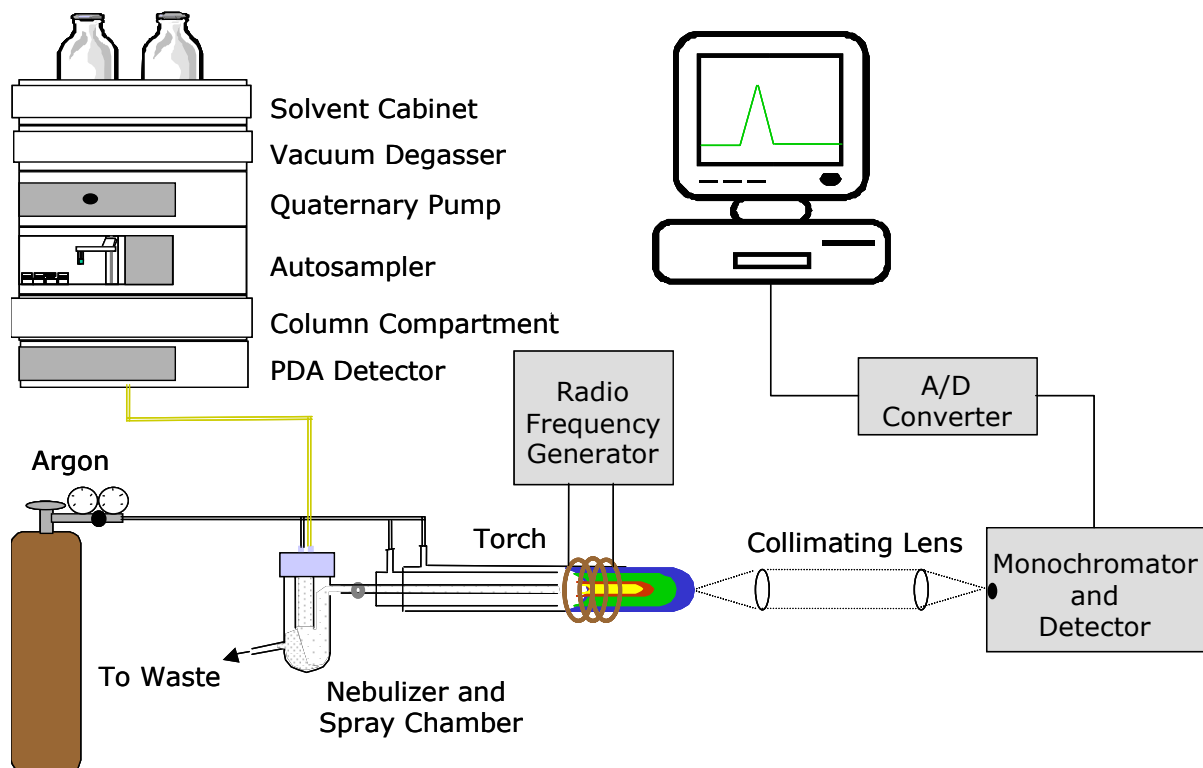 Solvent Cabinet
Vacuum Degasser
Quaternary Pump
Autosampler
Column Compartment
PDA Detector
Radio
Frequency
Generator
A/D
Converter
Argon
Torch
Collimating Lens
Monochromator
and
Detector
To Waste
Nebulizer and
Spray Chamber